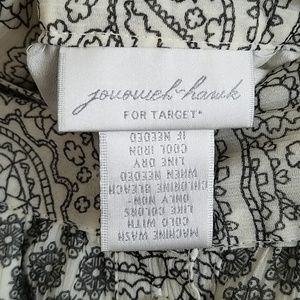 jovovich-hawk
FOR TARGET*
MACHINE WASH
COLD WITH
LIKE COLORS
ONLY NON-
CHLORINE BLEACH
WHEN NEEDED
LINE DRY
COOL IRON
IF NEEDED